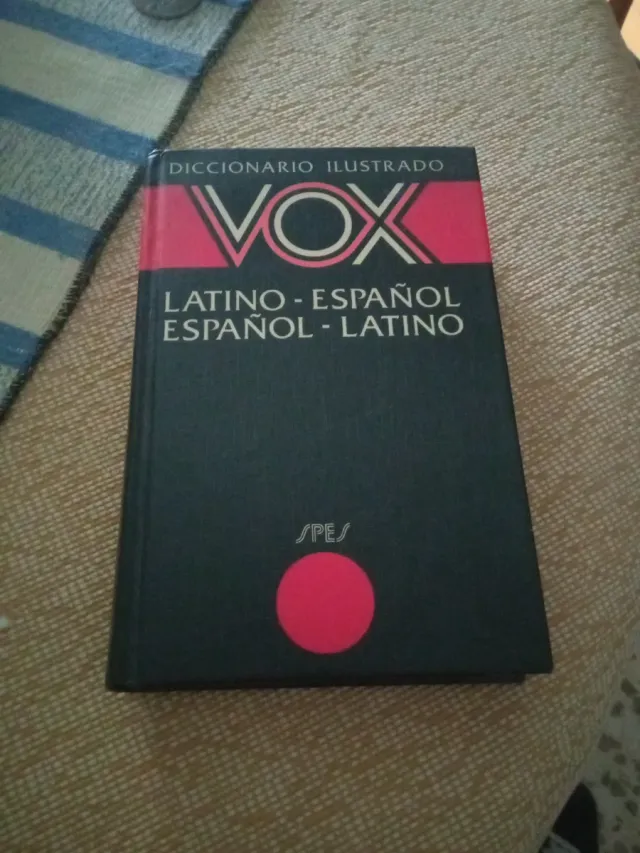 DICCIONARIO ILUSTRADO
VOX
LATINO - ESPAÑOL
ESPAÑOL - LATINO
SPES